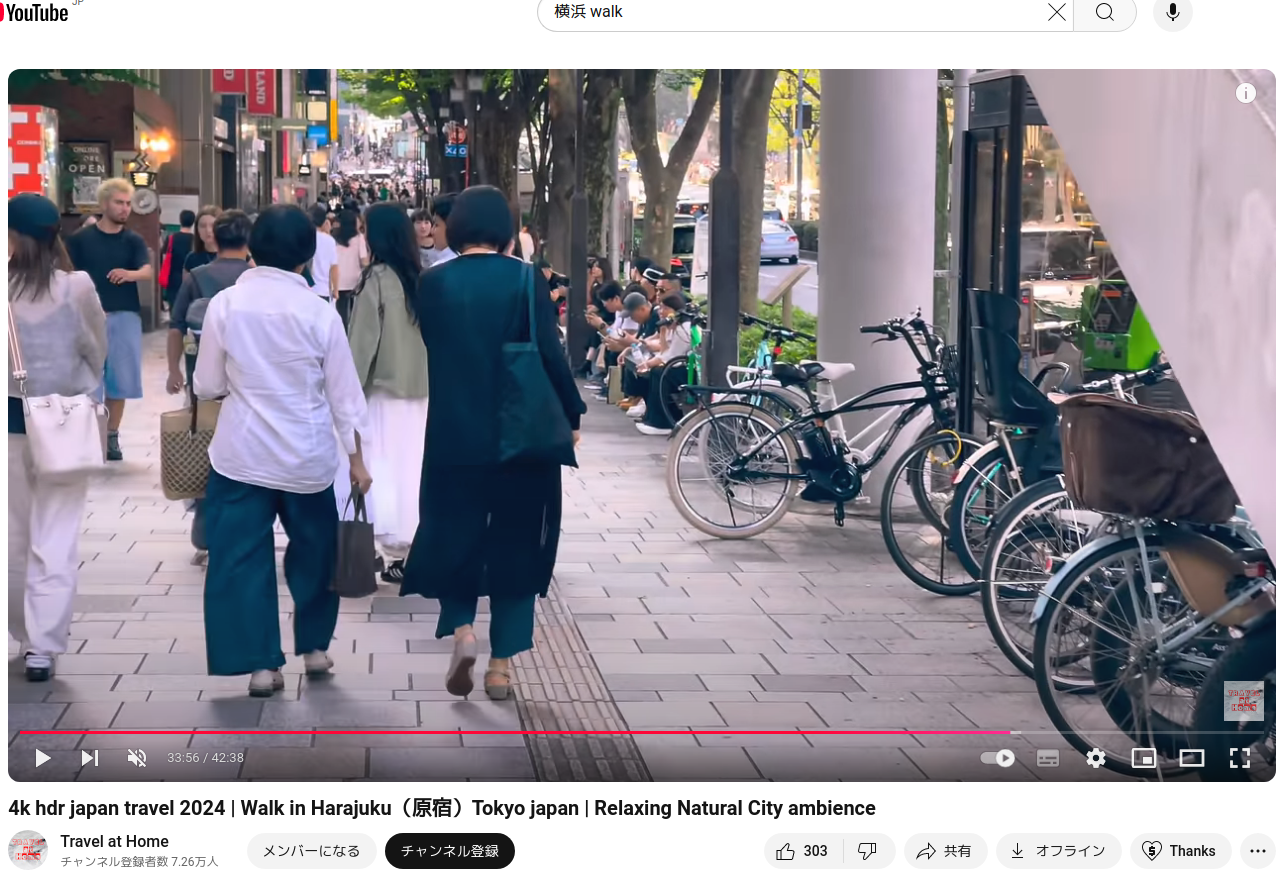 YouTube JP
横浜 walk
LAND
ONLINE
OPEN
33:56 / 42:38
4k hdr japan travel 2024 | Walk in Harajuku（原宿）Tokyo japan | Relaxing Natural City ambience
Travel at Home
チャンネル登録者数 7.26万人
メンバーになる
チャンネル登録
303
共有
オフライン
Thanks